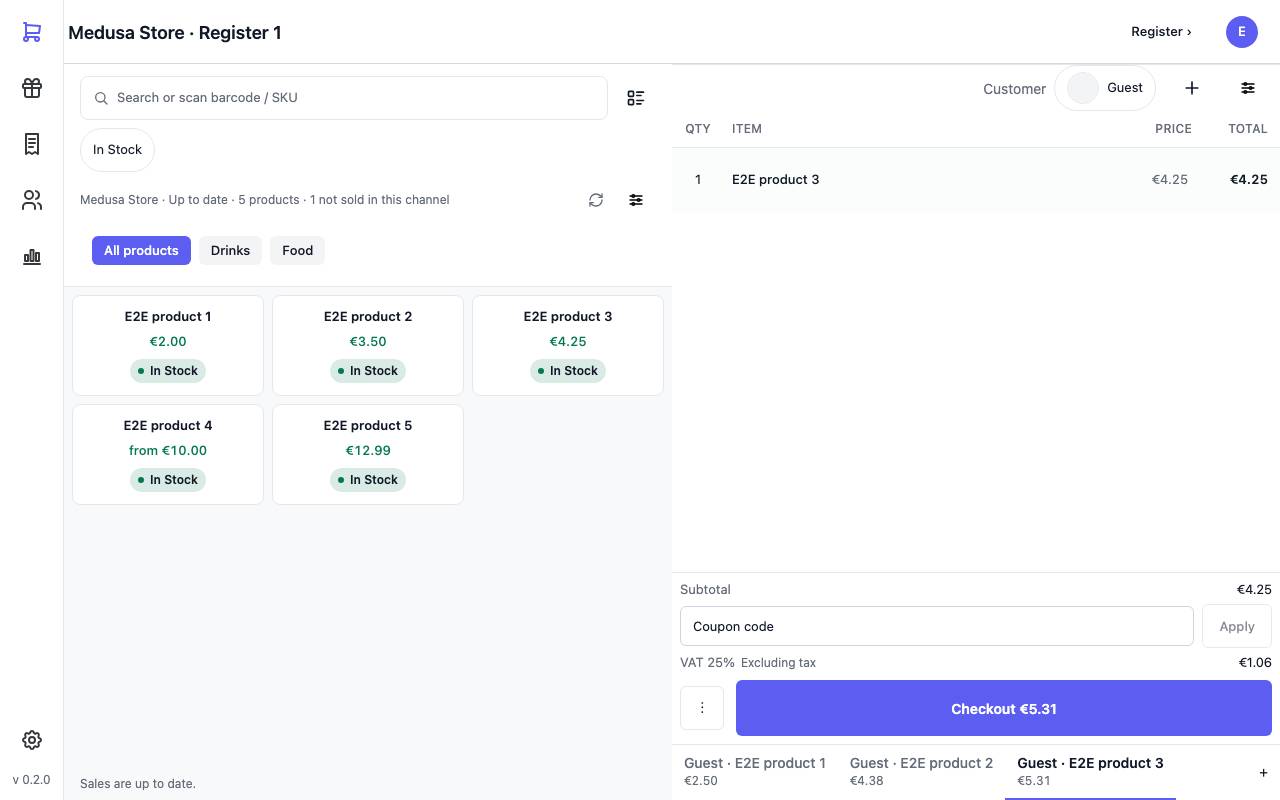 Medusa Store · Register 1
Register ›
E
Search or scan barcode / SKU
In Stock
Medusa Store · Up to date · 5 products · 1 not sold in this channel
All products
Drinks
Food
E2E product 1
€2.00
In Stock
E2E product 2
€3.50
In Stock
E2E product 3
€4.25
In Stock
E2E product 4
from €10.00
In Stock
E2E product 5
€12.99
In Stock
Sales are up to date.
v 0.2.0
Customer
Guest
QTY ITEM PRICE TOTAL
1 E2E product 3 €4.25 €4.25
Subtotal €4.25
Coupon code
Apply
VAT 25% Excluding tax €1.06
Checkout €5.31
Guest · E2E product 1
€2.50
Guest · E2E product 2
€4.38
Guest · E2E product 3
€5.31
+